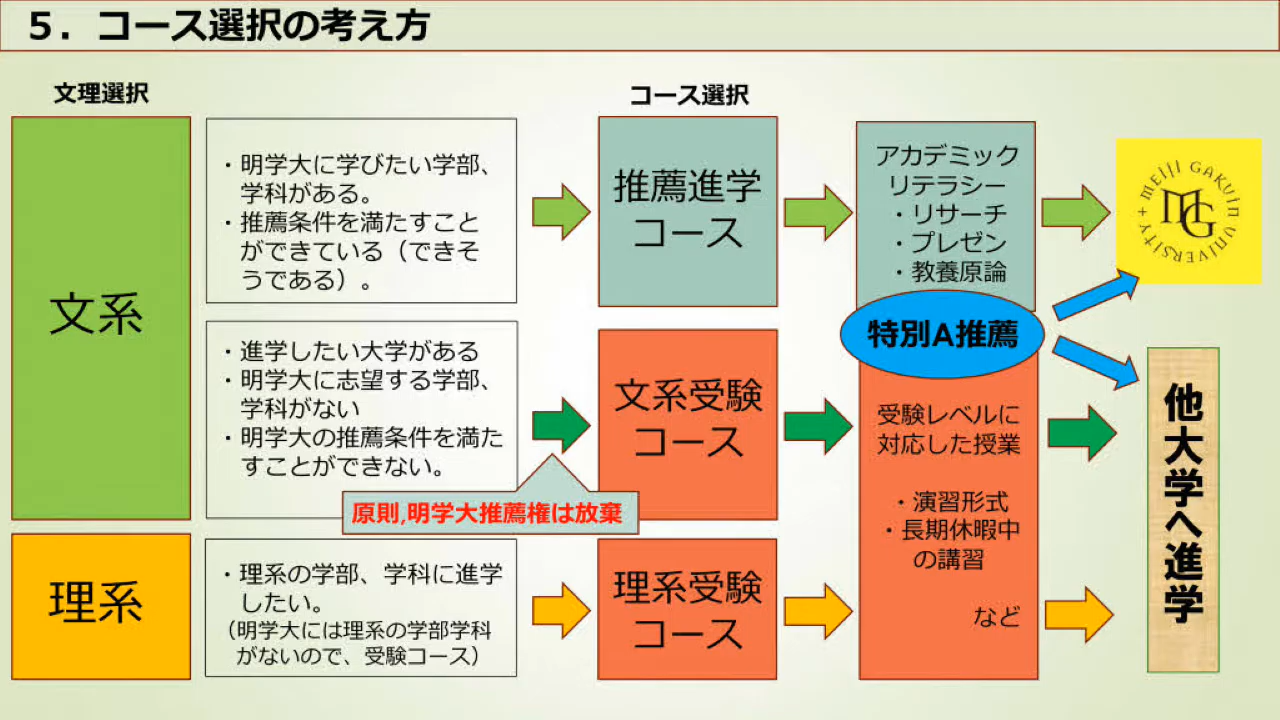 ５．コース選択の考え方
文理選択
コース選択
文系
・明学大に学びたい学部、
学科がある。
・推薦条件を満たすこと
ができている（できそ
うである）。
推薦進学
コース
アカデミック
リテラシー
・リサーチ
・プレゼン
・教養原論
MEIJI GAKUIN UNIVERSITY
MG
特別A推薦
・進学したい大学がある
・明学大に志望する学部、
学科がない
・明学大の推薦条件を満た
すことができない。
原則,明学大推薦権は放棄
文系受験
コース
受験レベルに
対応した授業
・演習形式
・長期休暇中
の講習
など
他大学へ進学
理系
・理系の学部、学科に進学
したい。
（明学大には理系の学部学科
がないので、受験コース）
理系受験
コース